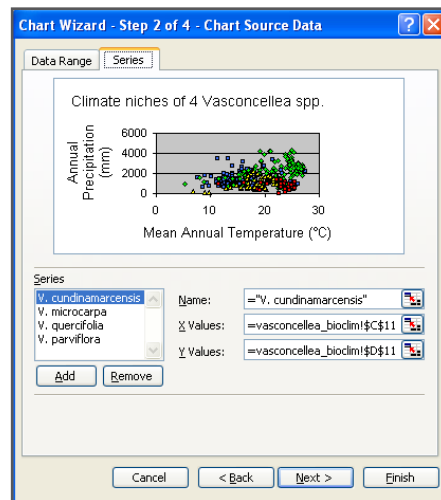 Chart Wizard - Step 2 of 4 - Chart Source Data
Data Range
Series
Climate niches of 4 Vasconcellea spp.
Annual
Precipitation
(mm)
6000
4000
2000
0
0 10 20 30
Mean Annual Temperature (°C)
Series
V. cundinamarcensis
V. microcarpa
V. quercifolia
V. parviflora
Add
Remove
Name:
="V. cundinamarcensis"
X Values:
=vasconcellea_bioclim!$C$11
Y Values:
=vasconcellea_bioclim!$D$11
Cancel
< Back
Next >
Finish